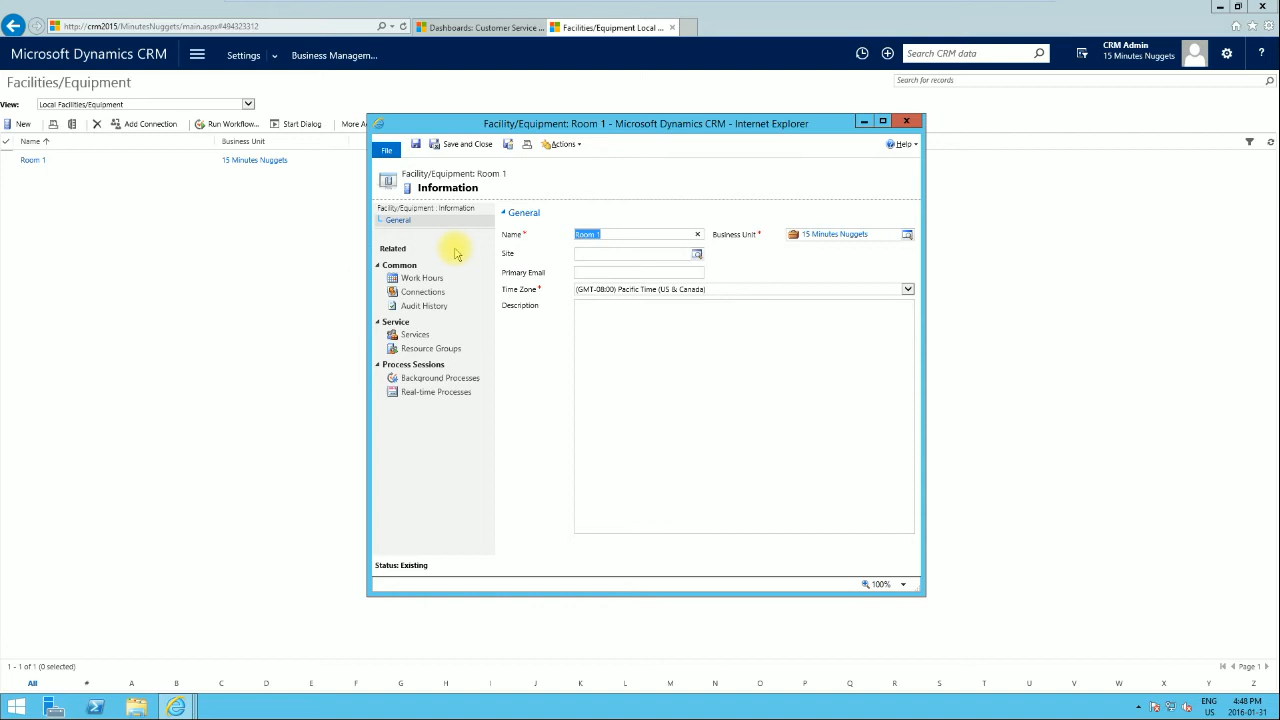 http://crm2015/MinutesNuggets/main.aspx#494323312
Dashboards: Customer Service ...
Facilities/Equipment Local ...
Microsoft Dynamics CRM
Settings
Business Managem...
Search CRM data
CRM Admin
15 Minutes Nuggets
?
Facilities/Equipment
Search for records
View:
Local Facilities/Equipment
New
Add Connection
Run Workflow...
Start Dialog
More A
Name
Business Unit
Room 1
15 Minutes Nuggets
Facility/Equipment: Room 1 - Microsoft Dynamics CRM - Internet Explorer
File
Save and Close
Actions
Help
Facility/Equipment: Room 1
Information
Facility/Equipment : Information
General
Related
Common
Work Hours
Connections
Audit History
Service
Services
Resource Groups
Process Sessions
Background Processes
Real-time Processes
General
Name *
Room 1
Business Unit *
15 Minutes Nuggets
Site
Primary Email
Time Zone *
(GMT-08:00) Pacific Time (US & Canada)
Description
Status: Existing
100%
1 - 1 of 1 (0 selected)
Page 1
All # A B C D E F G H I J K L M N O P Q R S T U V W X Y Z
ENG
US
4:48 PM
2016-01-31